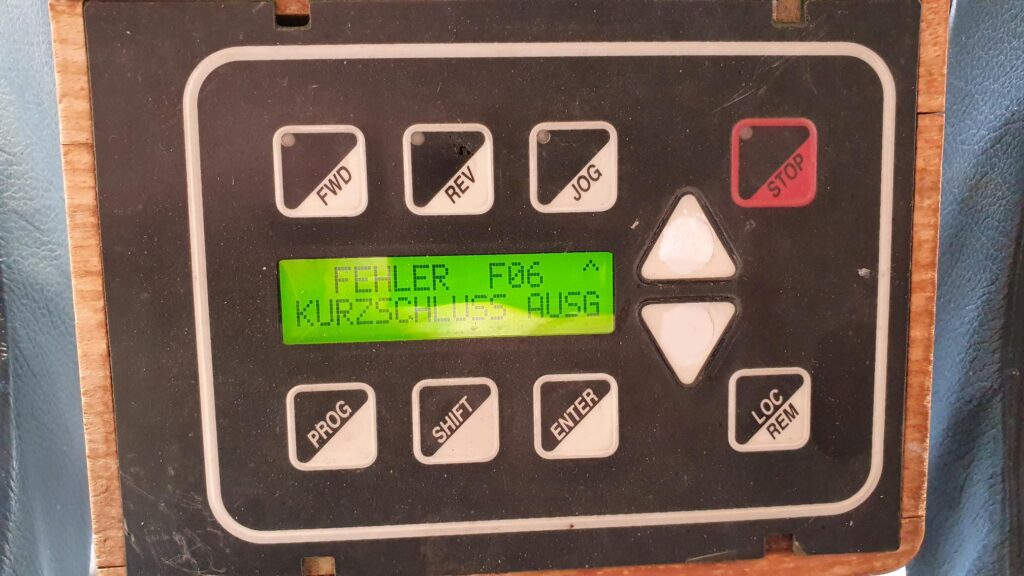 FWD
REV
JOG
STOP
FEHLER F06 ^
KURZSCHLUSS AUSG
PROG
SHIFT
ENTER
LOC
REM